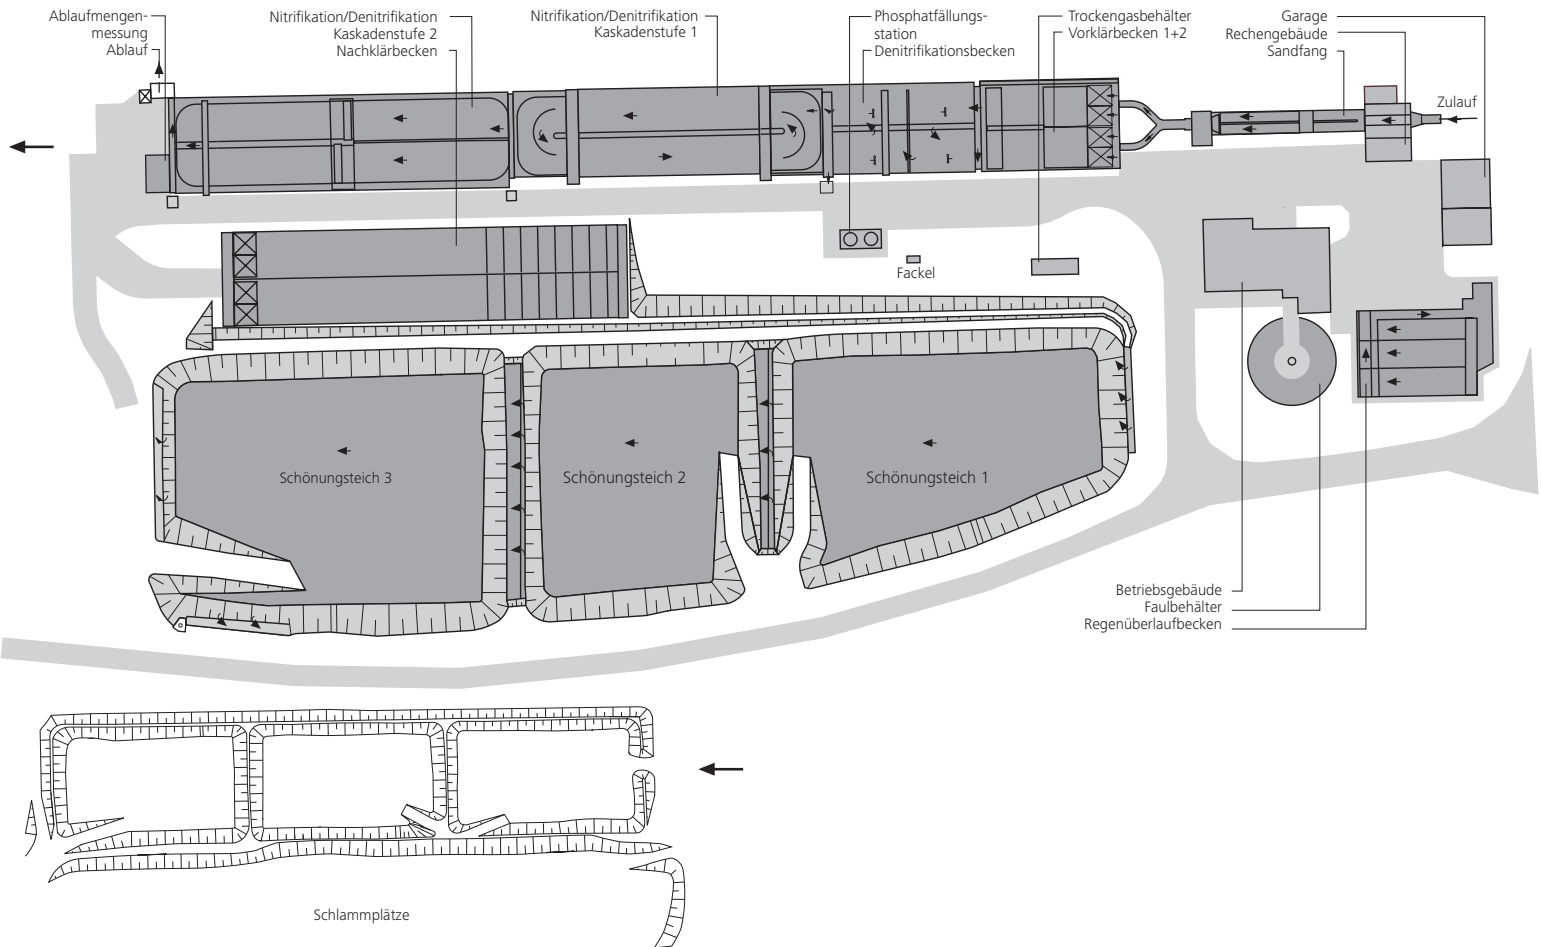 Ablaufmengen-
messung
Ablauf
Nitrifikation/Denitrifikation
Kaskadenstufe 2
Nachklärbecken
Nitrifikation/Denitrifikation
Kaskadenstufe 1
Phosphatfällungs-
station
Denitrifikationsbecken
Trockengasbehälter
Vorklärbecken 1+2
Garage
Rechengebäude
Sandfang
Zulauf
Fackel
Schönungsteich 3
Schönungsteich 2
Schönungsteich 1
Betriebsgebäude
Faulbehälter
Regenüberlaufbecken
Schlammplätze